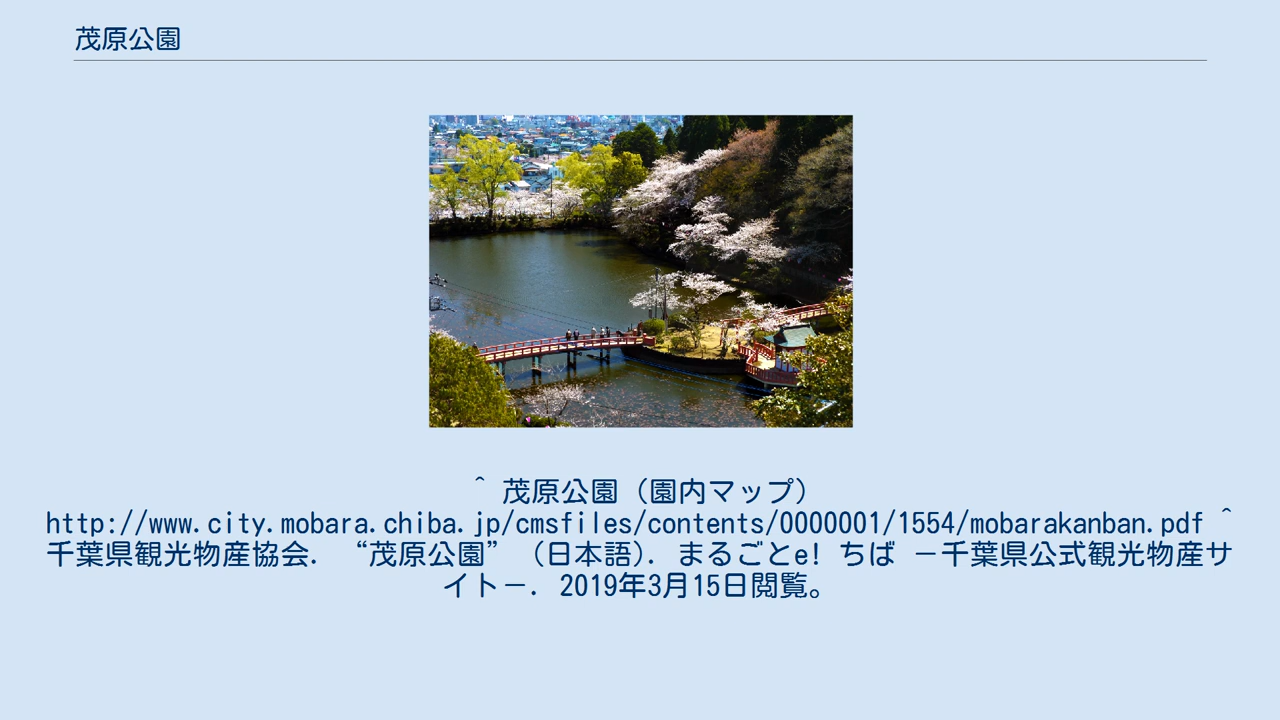 茂原公園
^ 茂原公園（園内マップ）
http://www.city.mobara.chiba.jp/cmsfiles/contents/0000001/1554/mobarakanban.pdf ^
千葉県観光物産協会. “茂原公園” （日本語）. まるごとe! ちば －千葉県公式観光物産サ
イト－. 2019年3月15日閲覧。